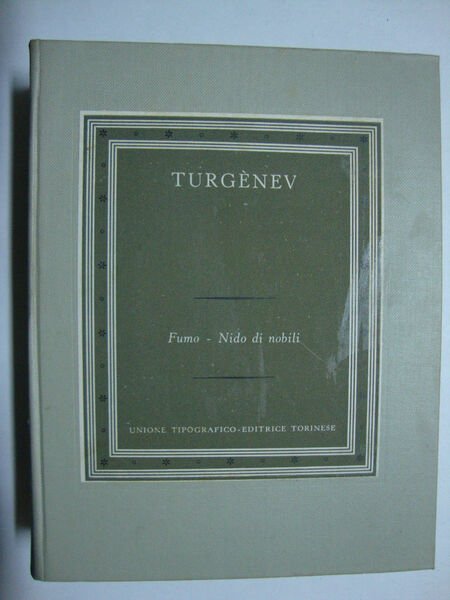 TURGÈNEV
Fumo - Nido di nobili
UNIONE TIPOGRAFICO-EDITRICE TORINESE